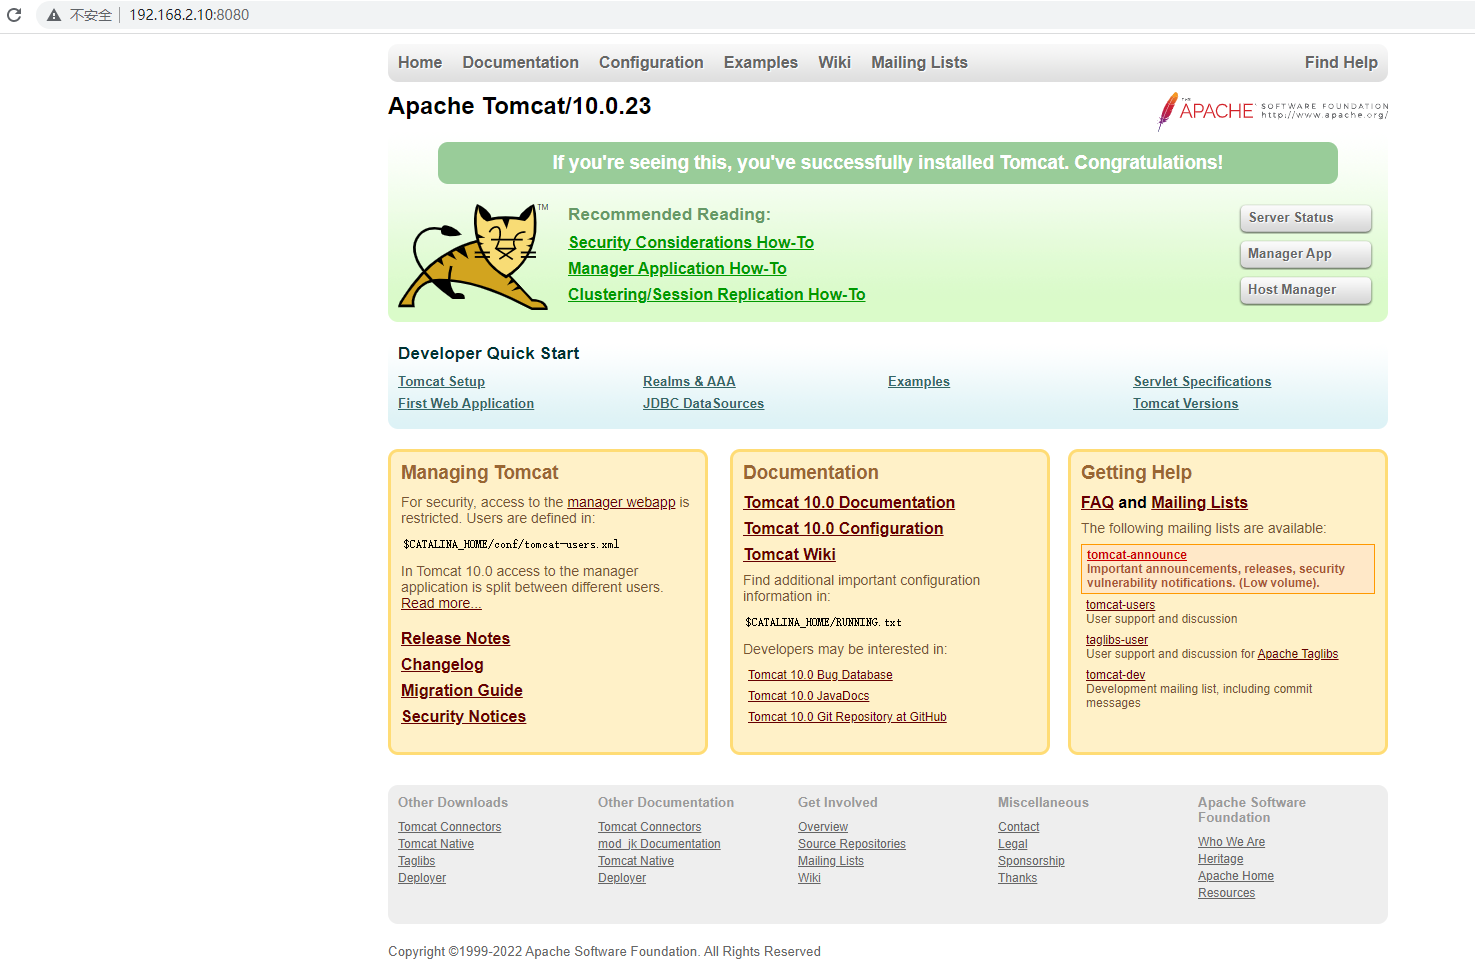 不安全 192.168.2.10:8080
Home Documentation Configuration Examples Wiki Mailing Lists Find Help
Apache Tomcat/10.0.23
THE APACHE SOFTWARE FOUNDATION
http://www.apache.org/
If you're seeing this, you've successfully installed Tomcat. Congratulations!
TM
Recommended Reading:
Security Considerations How-To
Manager Application How-To
Clustering/Session Replication How-To
Server Status
Manager App
Host Manager
Developer Quick Start
Tomcat Setup
First Web Application
Realms & AAA
JDBC DataSources
Examples
Servlet Specifications
Tomcat Versions
Managing Tomcat
For security, access to the manager webapp is
restricted. Users are defined in:
$CATALINA_HOME/conf/tomcat-users.xml
In Tomcat 10.0 access to the manager
application is split between different users.
Read more...
Release Notes
Changelog
Migration Guide
Security Notices
Documentation
Tomcat 10.0 Documentation
Tomcat 10.0 Configuration
Tomcat Wiki
Find additional important configuration
information in:
$CATALINA_HOME/RUNNING.txt
Developers may be interested in:
Tomcat 10.0 Bug Database
Tomcat 10.0 JavaDocs
Tomcat 10.0 Git Repository at GitHub
Getting Help
FAQ and Mailing Lists
The following mailing lists are available:
tomcat-announce
Important announcements, releases, security
vulnerability notifications. (Low volume).
tomcat-users
User support and discussion
taglibs-user
User support and discussion for Apache Taglibs
tomcat-dev
Development mailing list, including commit
messages
Other Downloads
Tomcat Connectors
Tomcat Native
Taglibs
Deployer
Other Documentation
Tomcat Connectors
mod_jk Documentation
Tomcat Native
Deployer
Get Involved
Overview
Source Repositories
Mailing Lists
Wiki
Miscellaneous
Contact
Legal
Sponsorship
Thanks
Apache Software
Foundation
Who We Are
Heritage
Apache Home
Resources
Copyright ©1999-2022 Apache Software Foundation. All Rights Reserved